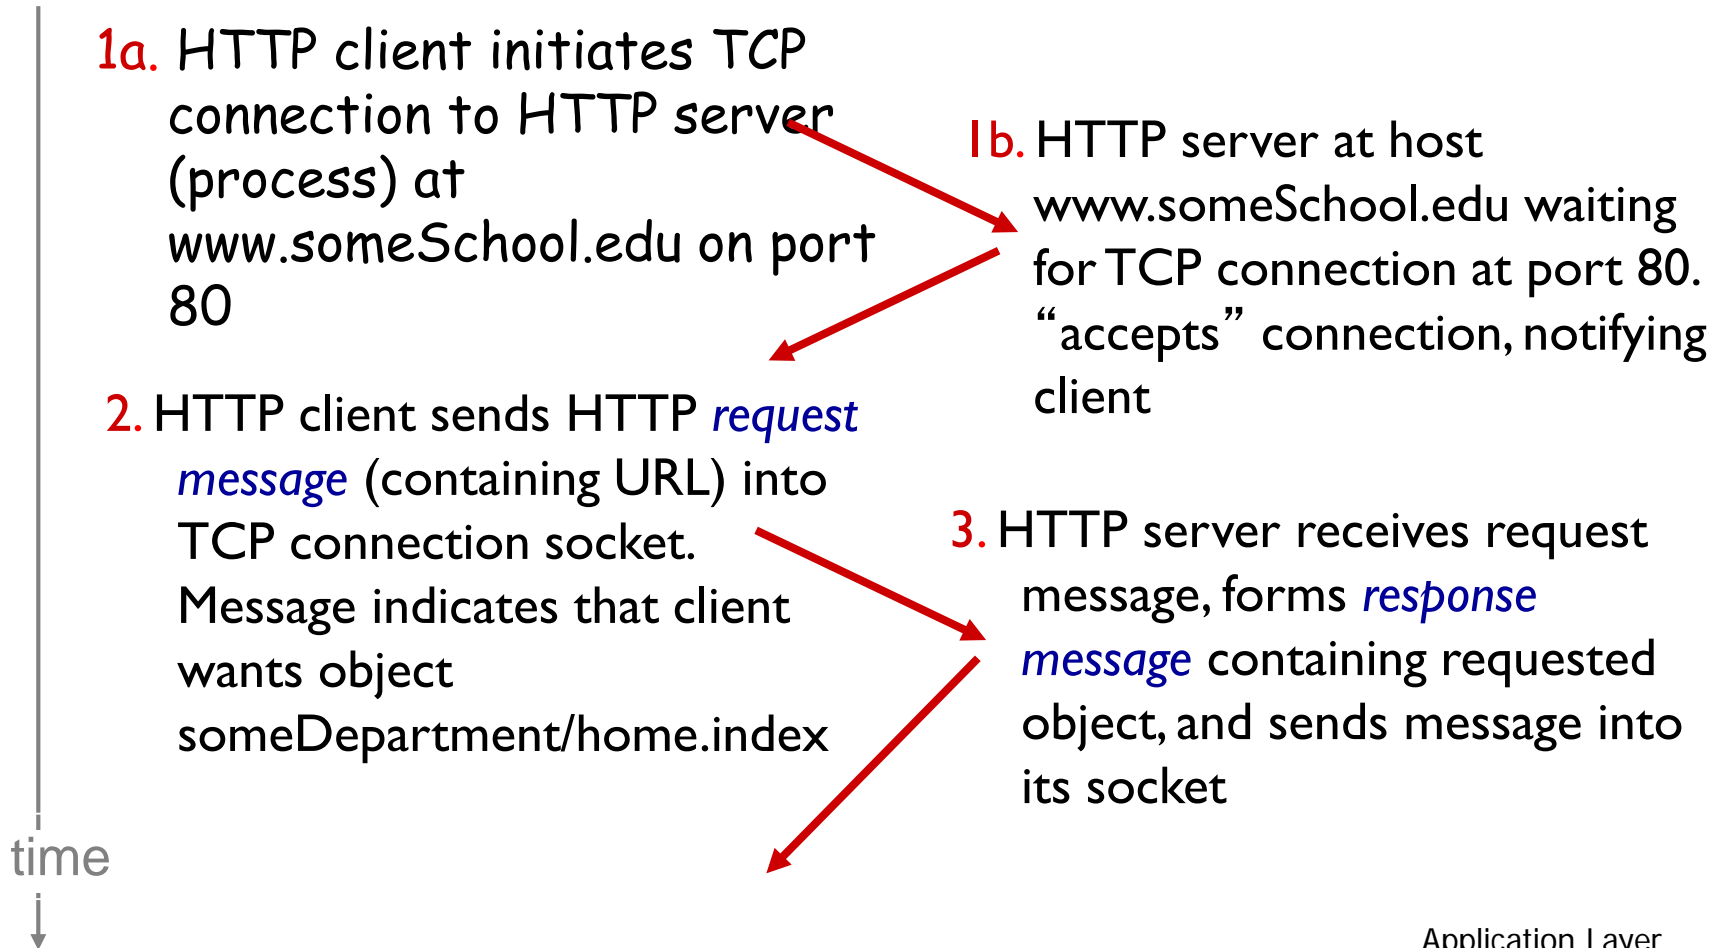 1a. HTTP client initiates TCP
connection to HTTP server
(process) at
www.someSchool.edu on port
80
1b. HTTP server at host
www.someSchool.edu waiting
for TCP connection at port 80.
“accepts” connection, notifying
client
2. HTTP client sends HTTP request
message (containing URL) into
TCP connection socket.
Message indicates that client
wants object
someDepartment/home.index
3. HTTP server receives request
message, forms response
message containing requested
object, and sends message into
its socket
time
Application Layer